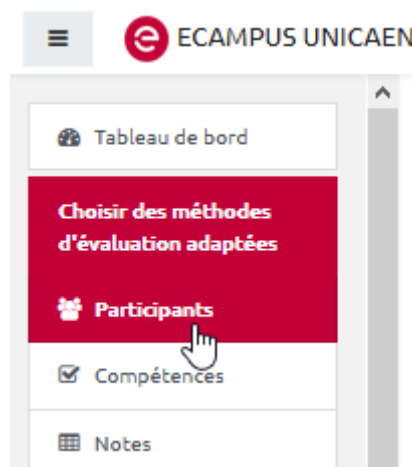 ECAMPUS UNICAEN
Tableau de bord
Choisir des méthodes
d'évaluation adaptées
Participants
Compétences
Notes